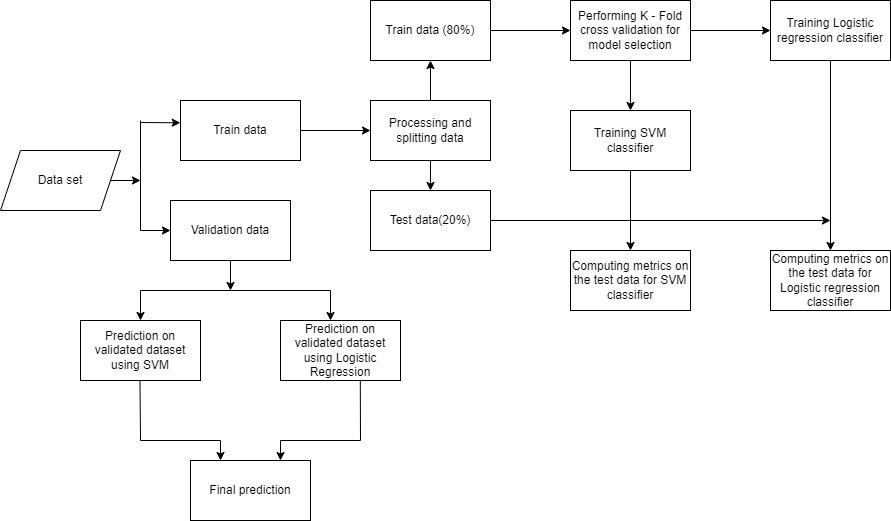 Train data (80%)
Performing K - Fold
cross validation for
model selection
Training Logistic
regression classifier
Train data
Processing and
splitting data
Training SVM
classifier
Data set
Validation data
Test data(20%)
Computing metrics on
the test data for SVM
classifier
Computing metrics on
the test data for
Logistic regression
classifier
Prediction on
validated dataset
using SVM
Prediction on
validated dataset
using Logistic
Regression
Final prediction